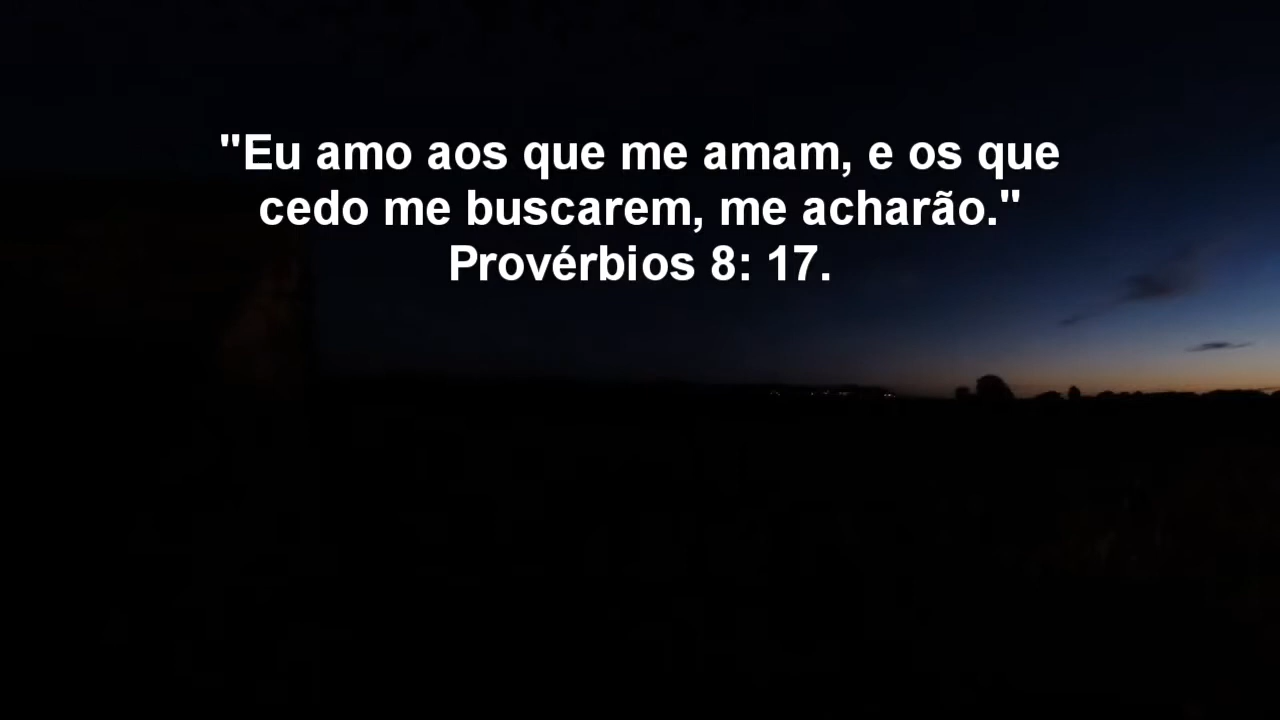 "Eu amo aos que me amam, e os que
cedo me buscarem, me acharão."
Provérbios 8: 17.